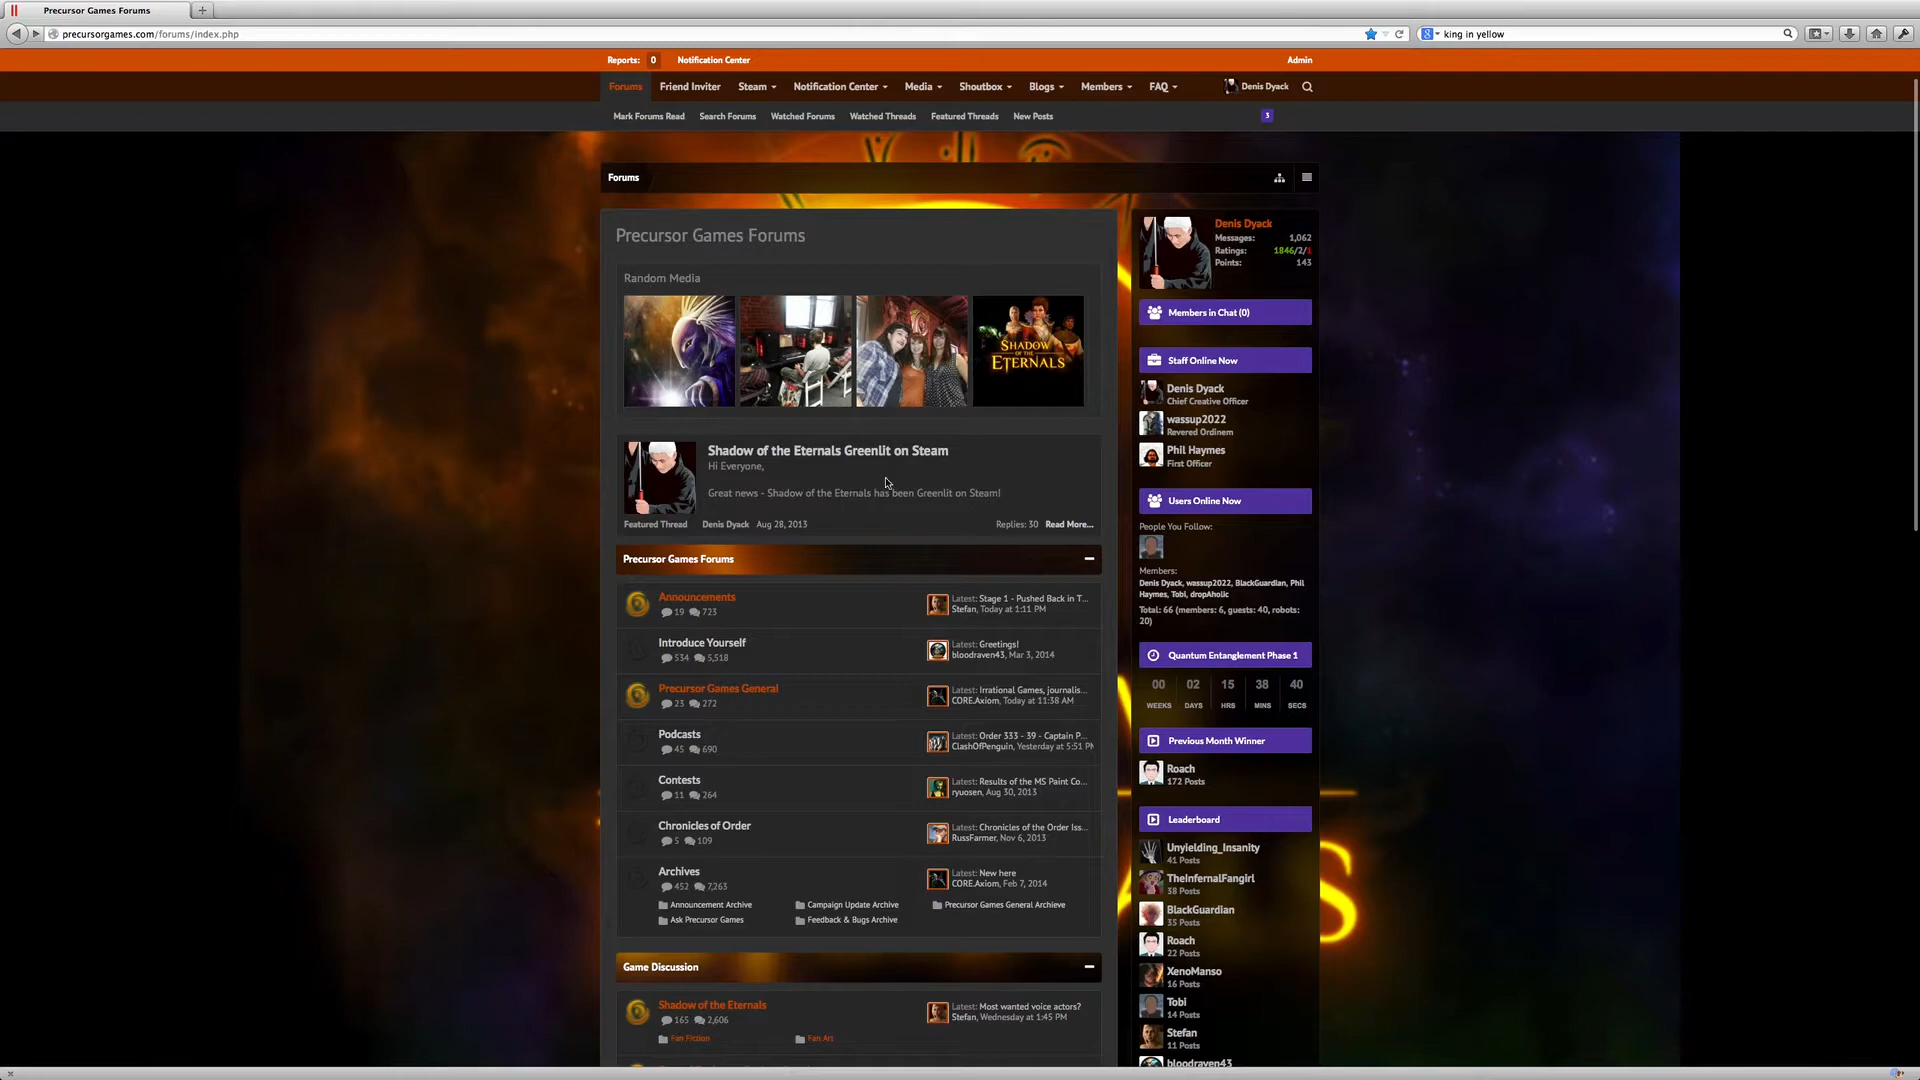 Precursor Games Forums
precursorgames.com/forums/index.php
king in yellow
Reports: 0 Notification Center Admin
Forums Friend Inviter Steam Notification Center Media Shoutbox Blogs Members FAQ Denis Dyack
Mark Forums Read Search Forums Watched Forums Watched Threads Featured Threads New Posts 3
Forums
Precursor Games Forums
Random Media
SHADOW
OF THE
ETERNALS
Shadow of the Eternals Greenlit on Steam
Hi Everyone,
Great news - Shadow of the Eternals has been Greenlit on Steam!
Featured Thread Denis Dyack Aug 28, 2013 Replies: 30 Read More...
Precursor Games Forums
Announcements
19 723
Latest: Stage 1 - Pushed Back in T...
Stefan, Today at 1:11 PM
Introduce Yourself
534 5,518
Latest: Greetings!
bloodraven43, Mar 3, 2014
Precursor Games General
23 272
Latest: Irrational Games, journalis...
CORE.Axiom, Today at 11:38 AM
Podcasts
45 690
Latest: Order 333 - 39 - Captain P...
ClashOfPenguin, Yesterday at 5:51 PM
Contests
11 264
Latest: Results of the MS Paint Co...
ryuosen, Aug 30, 2013
Chronicles of Order
5 109
Latest: Chronicles of the Order Iss...
RussFarmer, Nov 6, 2013
Archives
452 7,263
Latest: New here
CORE.Axiom, Feb 7, 2014
Announcement Archive Campaign Update Archive Precursor Games General Archieve
Ask Precursor Games Feedback & Bugs Archive
Game Discussion
Shadow of the Eternals
165 2,606
Latest: Most wanted voice actors?
Stefan, Wednesday at 1:45 PM
Fan Fiction Fan Art
Denis Dyack
Messages: 1,062
Ratings: 1846/2/1
Points: 143
Members in Chat (0)
Staff Online Now
Denis Dyack
Chief Creative Officer
wassup2022
Revered Ordinem
Phil Haymes
First Officer
Users Online Now
People You Follow:
Members:
Denis Dyack, wassup2022, BlackGuardian, Phil
Haymes, Tobi, dropAholic
Total: 66 (members: 6, guests: 40, robots:
20)
Quantum Entanglement Phase 1
00 02 15 38 40
WEEKS DAYS HRS MINS SECS
Previous Month Winner
Roach
172 Posts
Leaderboard
Unyielding_Insanity
41 Posts
TheInfernalFangirl
38 Posts
BlackGuardian
35 Posts
Roach
22 Posts
XenoManso
16 Posts
Tobi
14 Posts
Stefan
11 Posts
bloodraven43